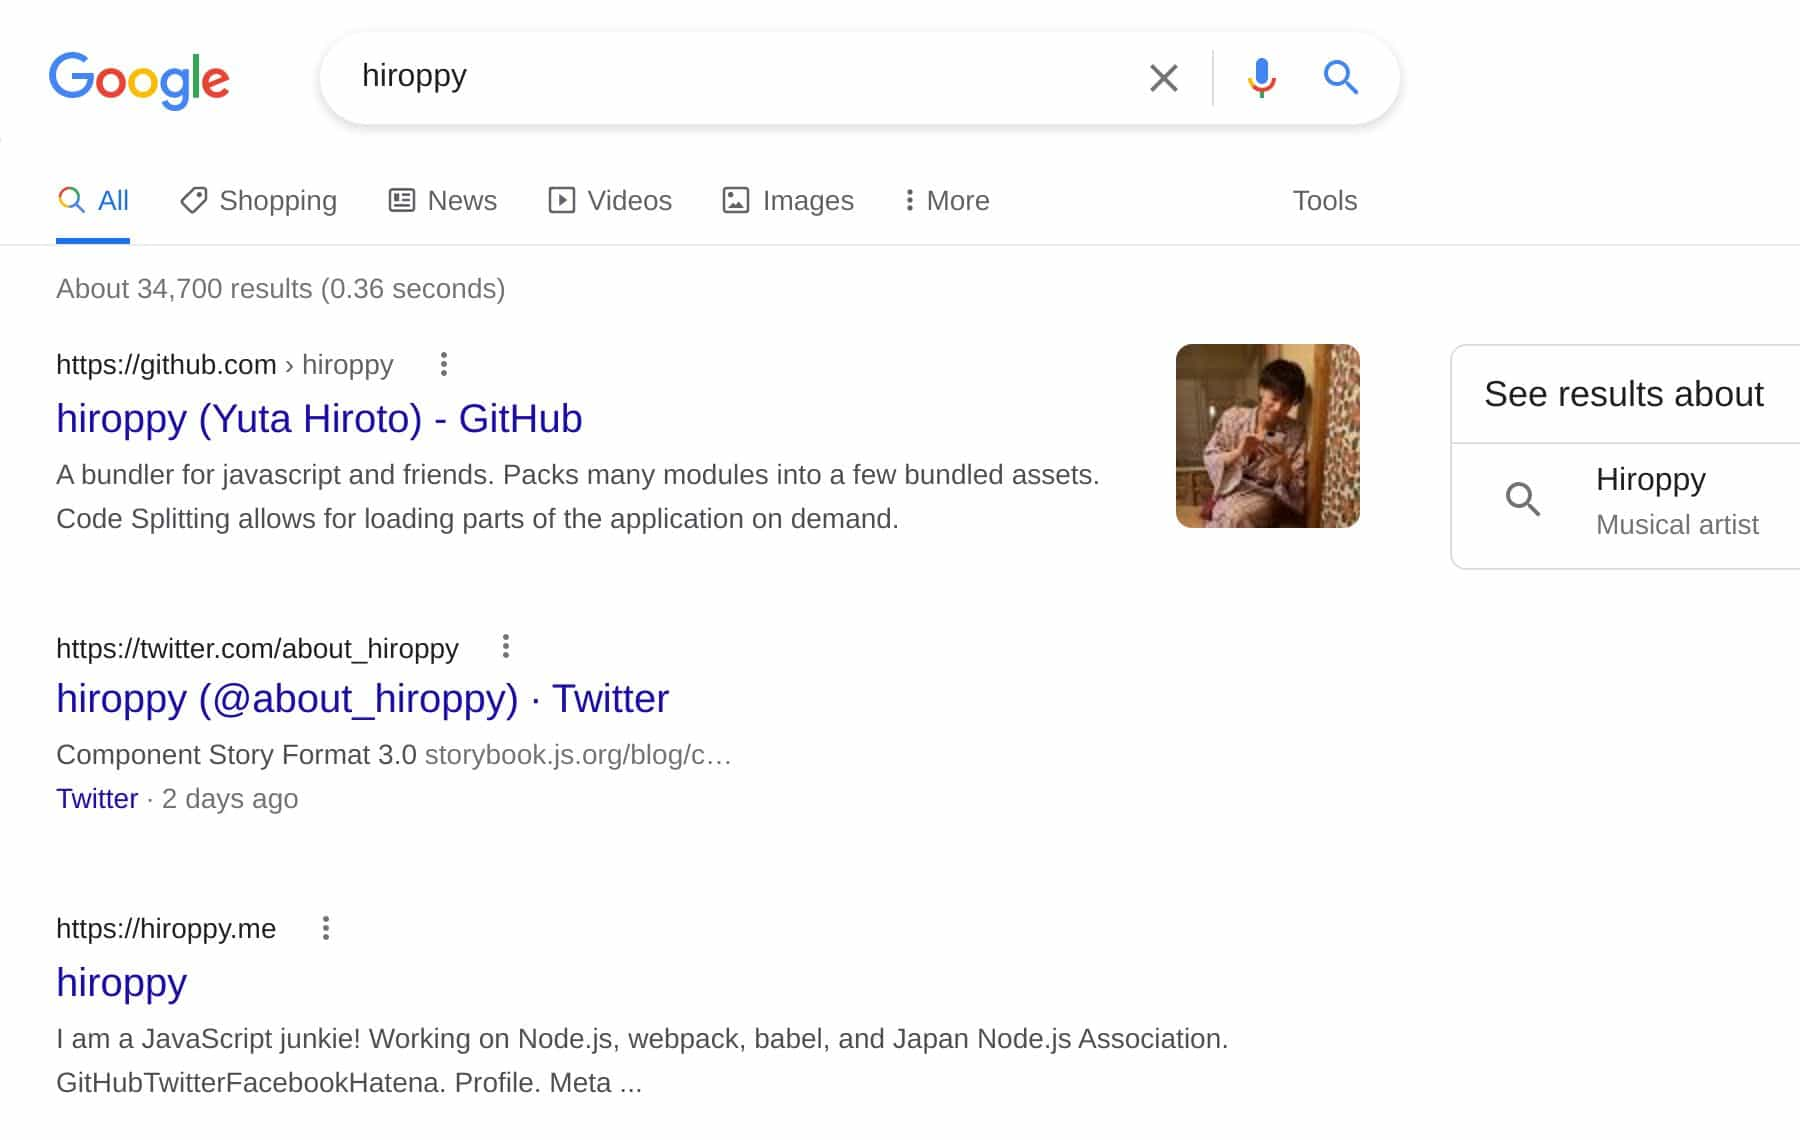 Google
hiroppy
All
Shopping
News
Videos
Images
More
Tools
About 34,700 results (0.36 seconds)
https://github.com › hiroppy
hiroppy (Yuta Hiroto) - GitHub
A bundler for javascript and friends. Packs many modules into a few bundled assets.
Code Splitting allows for loading parts of the application on demand.
See results about
Hiroppy
Musical artist
https://twitter.com/about_hiroppy
hiroppy (@about_hiroppy) · Twitter
Component Story Format 3.0 storybook.js.org/blog/c…
Twitter · 2 days ago
https://hiroppy.me
hiroppy
I am a JavaScript junkie! Working on Node.js, webpack, babel, and Japan Node.js Association.
GitHubTwitterFacebookHatena. Profile. Meta ...